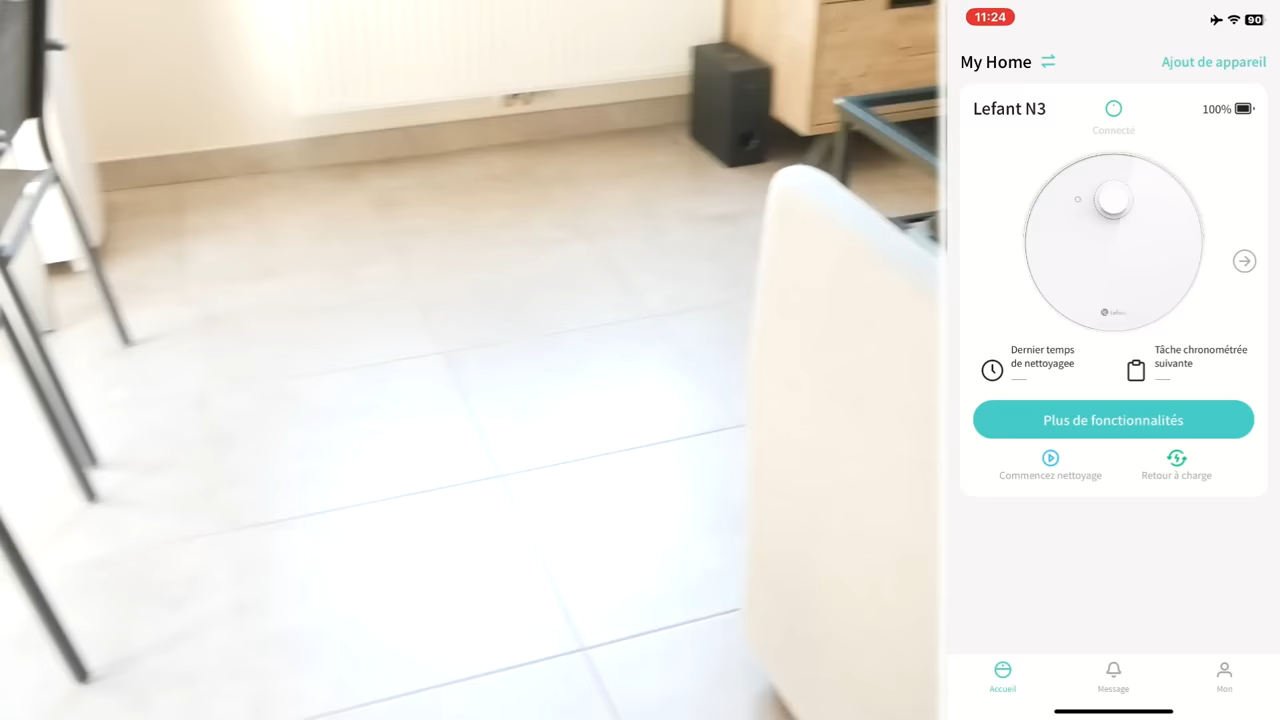 11:24
90
My Home
Ajout de appareil
Lefant N3
100%
Connecté
Lefant
Dernier temps
de nettoyagee
Tâche chronométrée
suivante
Plus de fonctionnalités
Commencez nettoyage
Retour à charge
Accueil
Message
Mon